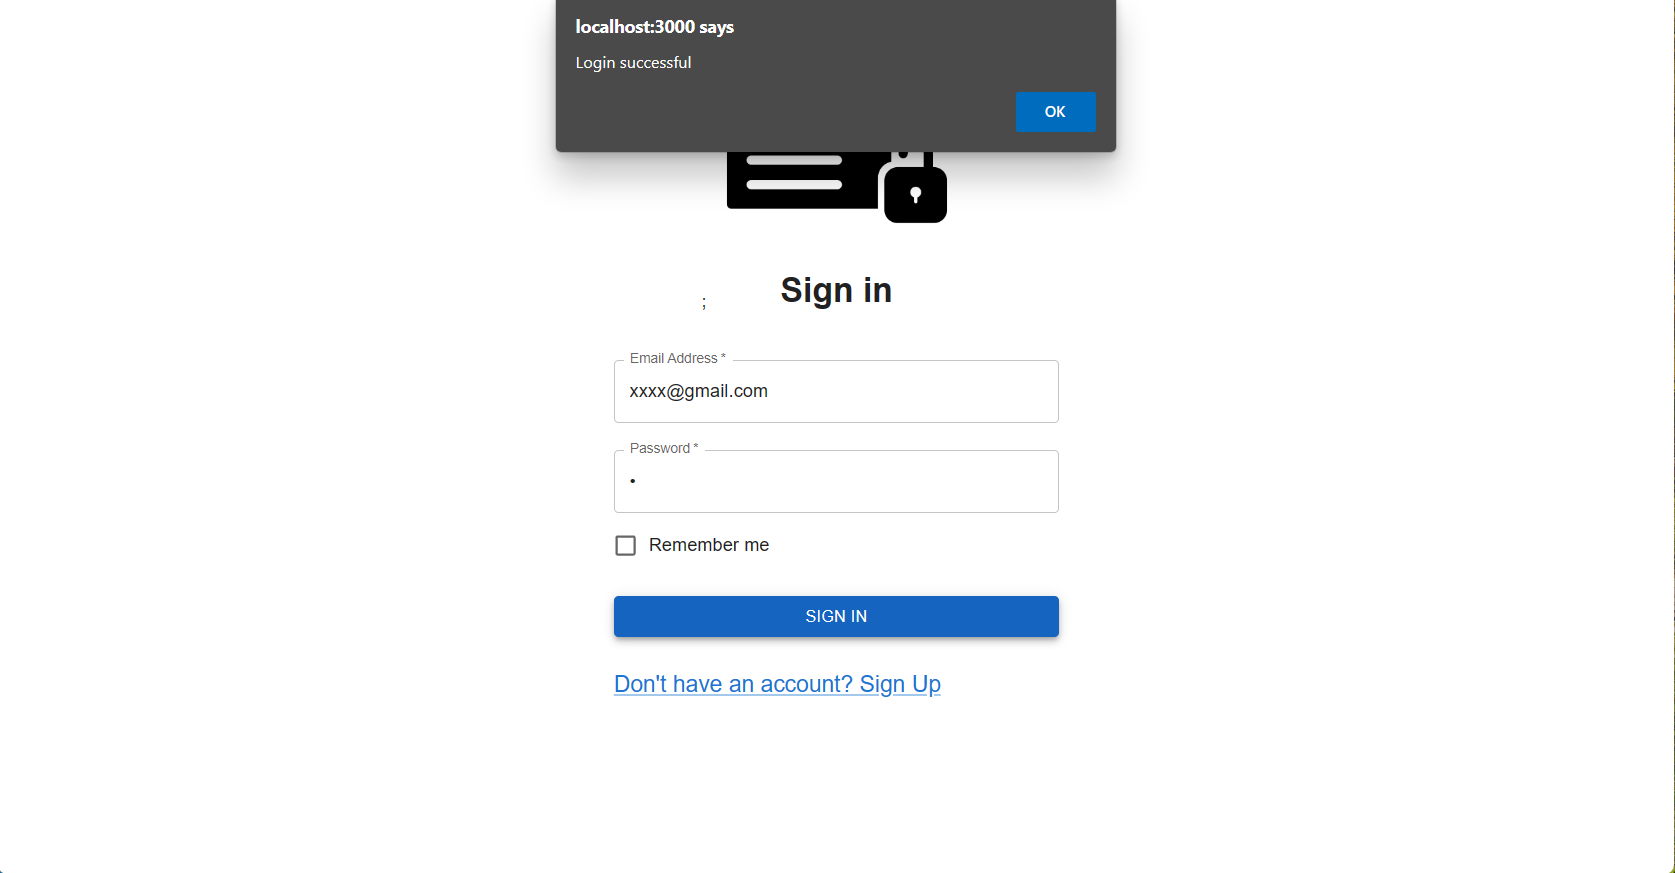 localhost:3000 says
Login successful
OK
Sign in
;
Email Address *
xxxx@gmail.com
Password *
•
Remember me
SIGN IN
Don't have an account? Sign Up